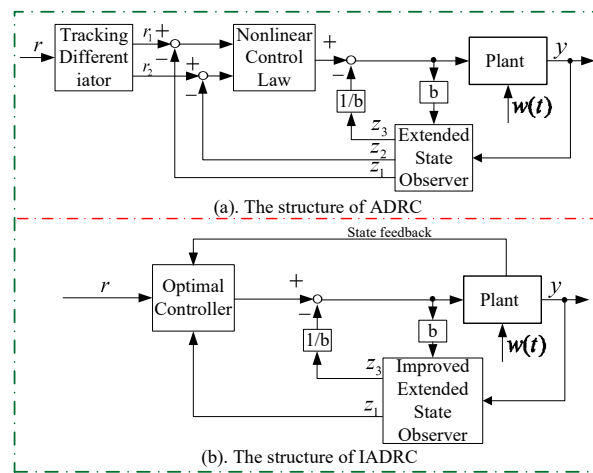 r
Tracking
Different
iator
r₁
+
−
r₂
+
−
Nonlinear
Control
Law
+
−
1/b
b
Plant
y
w(t)
z₃
z₂
z₁
Extended
State
Observer
(a). The structure of ADRC
State feedback
r
Optimal
Controller
+
−
1/b
b
Plant
y
w(t)
z₃
z₁
Improved
Extended
State
Observer
(b). The structure of IADRC